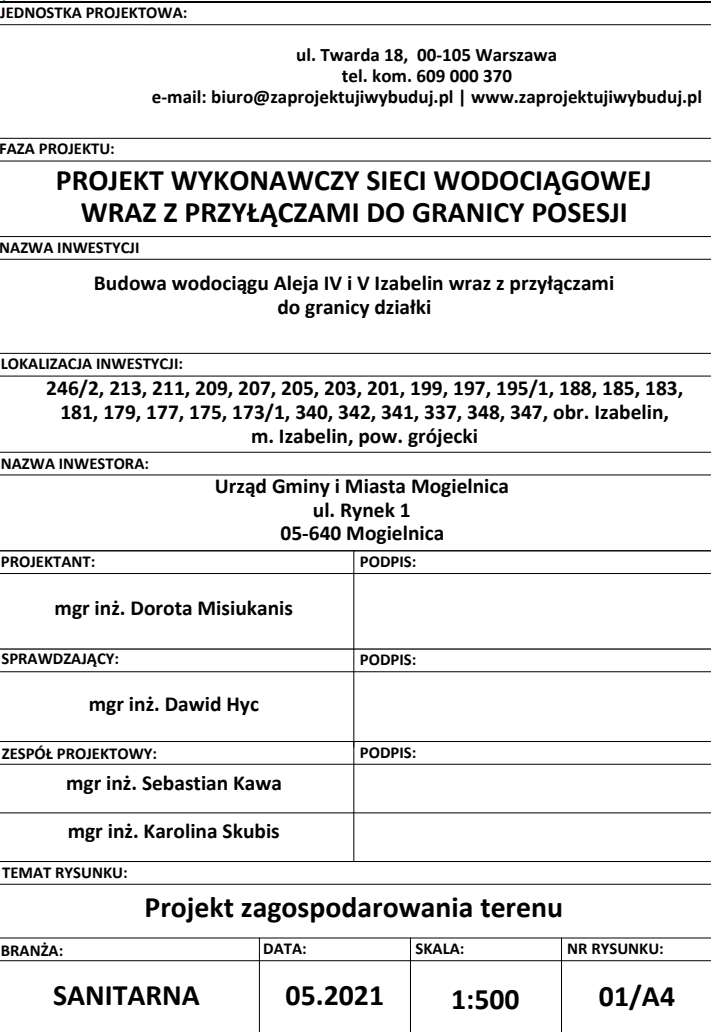 JEDNOSTKA PROJEKTOWA:
ul. Twarda 18, 00-105 Warszawa
tel. kom. 609 000 370
e-mail: biuro@zaprojektujiwybuduj.pl | www.zaprojektujiwybuduj.pl
FAZA PROJEKTU:
PROJEKT WYKONAWCZY SIECI WODOCIĄGOWEJ
WRAZ Z PRZYŁĄCZAMI DO GRANICY POSESJI
NAZWA INWESTYCJI
Budowa wodociągu Aleja IV i V Izabelin wraz z przyłączami
do granicy działki
LOKALIZACJA INWESTYCJI:
246/2, 213, 211, 209, 207, 205, 203, 201, 199, 197, 195/1, 188, 185, 183,
181, 179, 177, 175, 173/1, 340, 342, 341, 337, 348, 347, obr. Izabelin,
m. Izabelin, pow. grójecki
NAZWA INWESTORA:
Urząd Gminy i Miasta Mogielnica
ul. Rynek 1
05-640 Mogielnica
PROJEKTANT: PODPIS:
mgr inż. Dorota Misiukanis
SPRAWDZAJĄCY: PODPIS:
mgr inż. Dawid Hyc
ZESPÓŁ PROJEKTOWY: PODPIS:
mgr inż. Sebastian Kawa
mgr inż. Karolina Skubis
TEMAT RYSUNKU:
Projekt zagospodarowania terenu
BRANŻA: DATA: SKALA: NR RYSUNKU:
SANITARNA 05.2021 1:500 01/A4